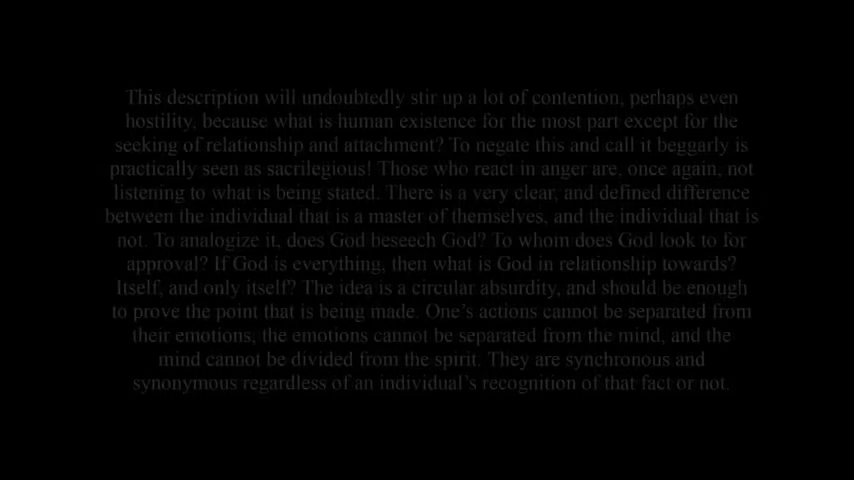 This description will undoubtedly stir up a lot of contention, perhaps even
hostility, because what is human existence for the most part except for the
seeking of relationship and attachment? To negate this and call it beggarly is
practically seen as sacrilegious! Those who react in anger are, once again, not
listening to what is being stated. There is a very clear, and defined difference
between the individual that is a master of themselves, and the individual that is
not. To analogize it, does God beseech God? To whom does God look to for
approval? If God is everything, then what is God in relationship towards?
Itself, and only itself? The idea is a circular absurdity, and should be enough
to prove the point that is being made. One's actions cannot be separated from
their emotions, the emotions cannot be separated from the mind, and the
mind cannot be divided from the spirit. They are synchronous and
synonymous regardless of an individual's recognition of that fact or not.